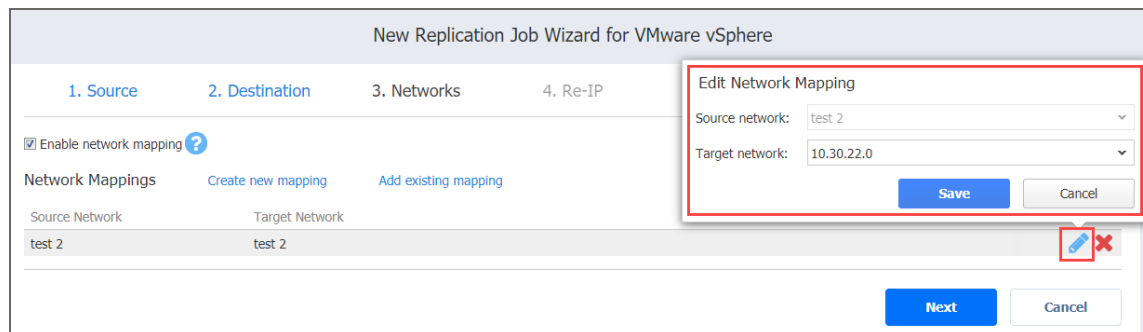 New Replication Job Wizard for VMware vSphere
1. Source 2. Destination 3. Networks 4. Re-IP
Edit Network Mapping
Source network: test 2
Target network: 10.30.22.0
Save Cancel
Enable network mapping ?
Network Mappings Create new mapping Add existing mapping
Source Network Target Network
test 2 test 2
Next Cancel